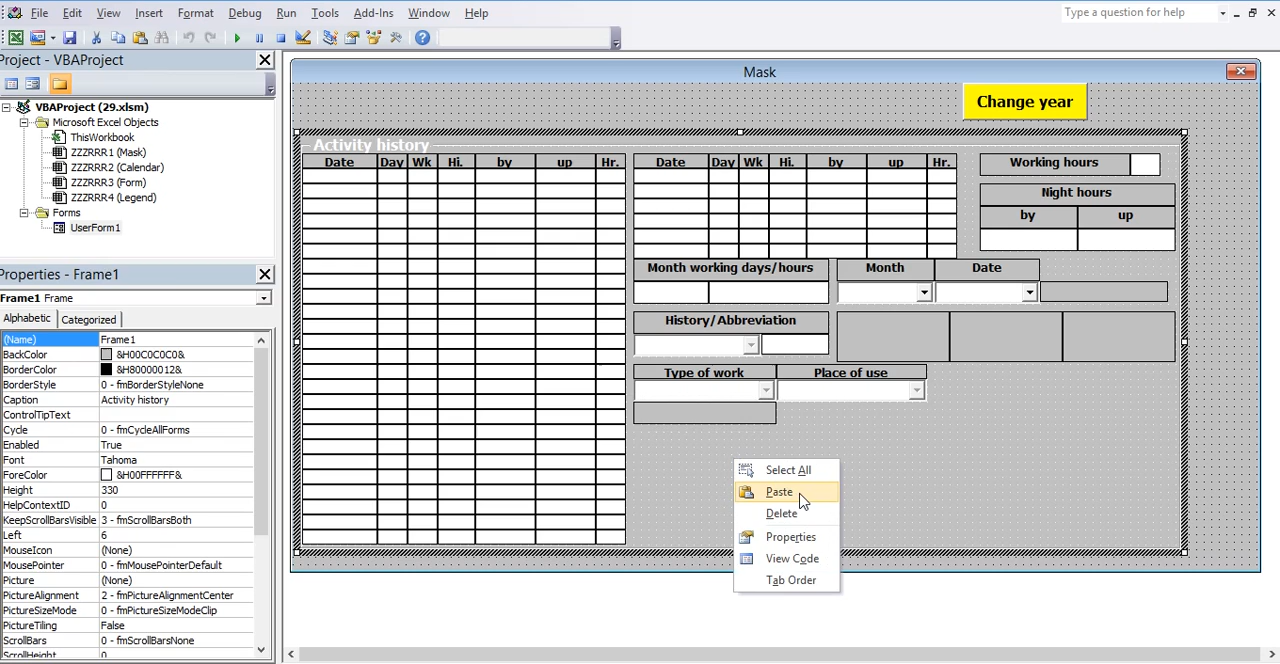 File Edit View Insert Format Debug Run Tools Add-Ins Window Help
Type a question for help
Project - VBAProject
VBAProject (29.xlsm)
Microsoft Excel Objects
ThisWorkbook
ZZZRRR1 (Mask)
ZZZRRR2 (Calendar)
ZZZRRR3 (Form)
ZZZRRR4 (Legend)
Forms
UserForm1
Properties - Frame1
Frame1 Frame
Alphabetic Categorized
(Name) Frame1
BackColor &H00C0C0C0&
BorderColor &H80000012&
BorderStyle 0 - fmBorderStyleNone
Caption Activity history
ControlTipText
Cycle 0 - fmCycleAllForms
Enabled True
Font Tahoma
ForeColor &H00FFFFFF&
Height 330
HelpContextID 0
KeepScrollBarsVisible 3 - fmScrollBarsBoth
Left 6
MouseIcon (None)
MousePointer 0 - fmMousePointerDefault
Picture (None)
PictureAlignment 2 - fmPictureAlignmentCenter
PictureSizeMode 0 - fmPictureSizeModeClip
PictureTiling False
ScrollBars 0 - fmScrollBarsNone
ScrollHeight 0
Mask
Change year
Activity history
Date Day Wk Hi. by up Hr.
Date Day Wk Hi. by up Hr.
Working hours
Night hours
by up
Month working days/hours
Month Date
History/Abbreviation
Type of work Place of use
Select All
Paste
Delete
Properties
View Code
Tab Order